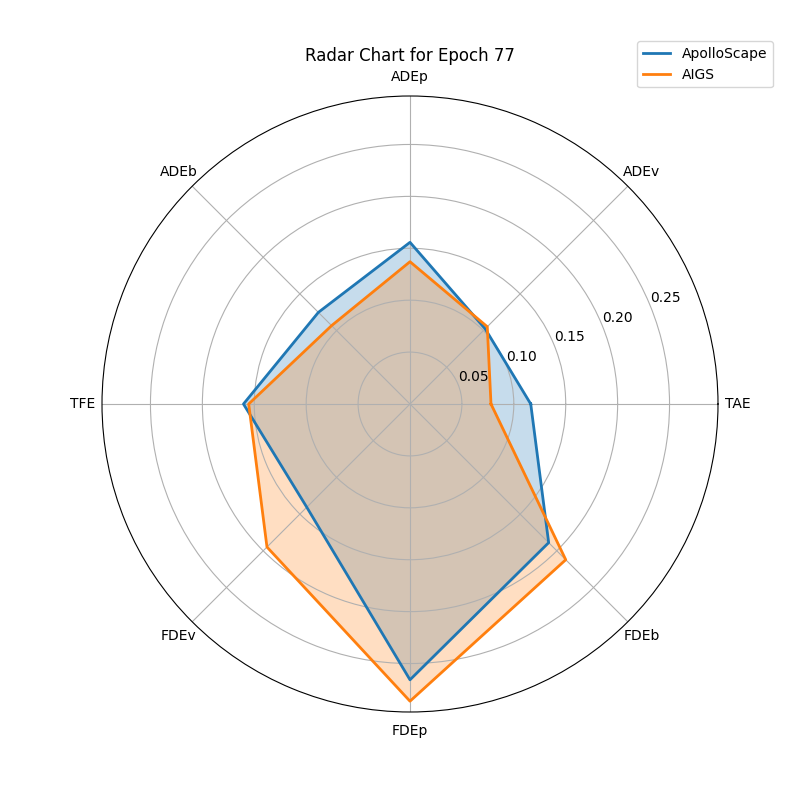 Radar Chart for Epoch 77
ApolloScape
AIGS
ADEp
ADEb
ADEv
0.25
0.20
0.15
0.10
0.05
TFE
TAE
FDEv
FDEb
FDEp